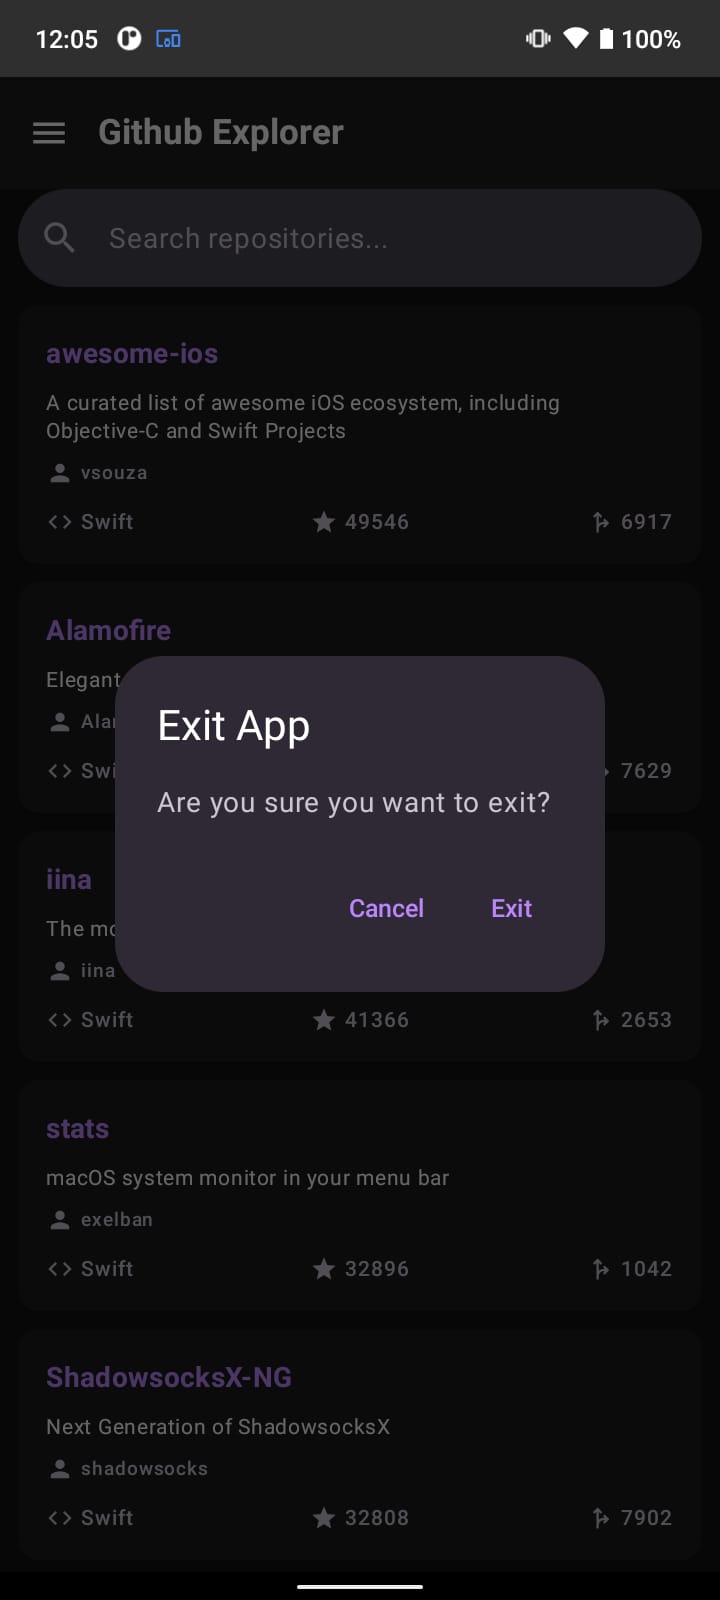 12:05
100%
Github Explorer
Search repositories...
awesome-ios
A curated list of awesome iOS ecosystem, including
Objective-C and Swift Projects
vsouza
Swift 49546 6917
Alamofire
Elegant
7629
Exit App
Are you sure you want to exit?
Cancel Exit
iina
The
iina
Swift 41366 2653
stats
macOS system monitor in your menu bar
exelban
Swift 32896 1042
ShadowsocksX-NG
Next Generation of ShadowsocksX
shadowsocks
Swift 32808 7902